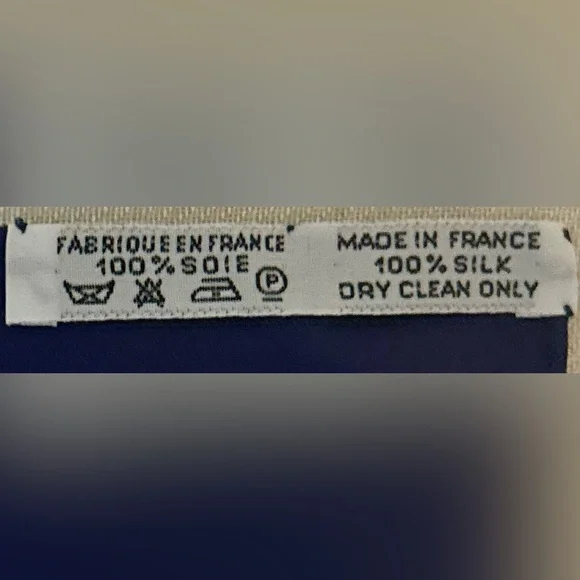 FABRIQUE EN FRANCE
100% SOIE
P
MADE IN FRANCE
100% SILK
DRY CLEAN ONLY